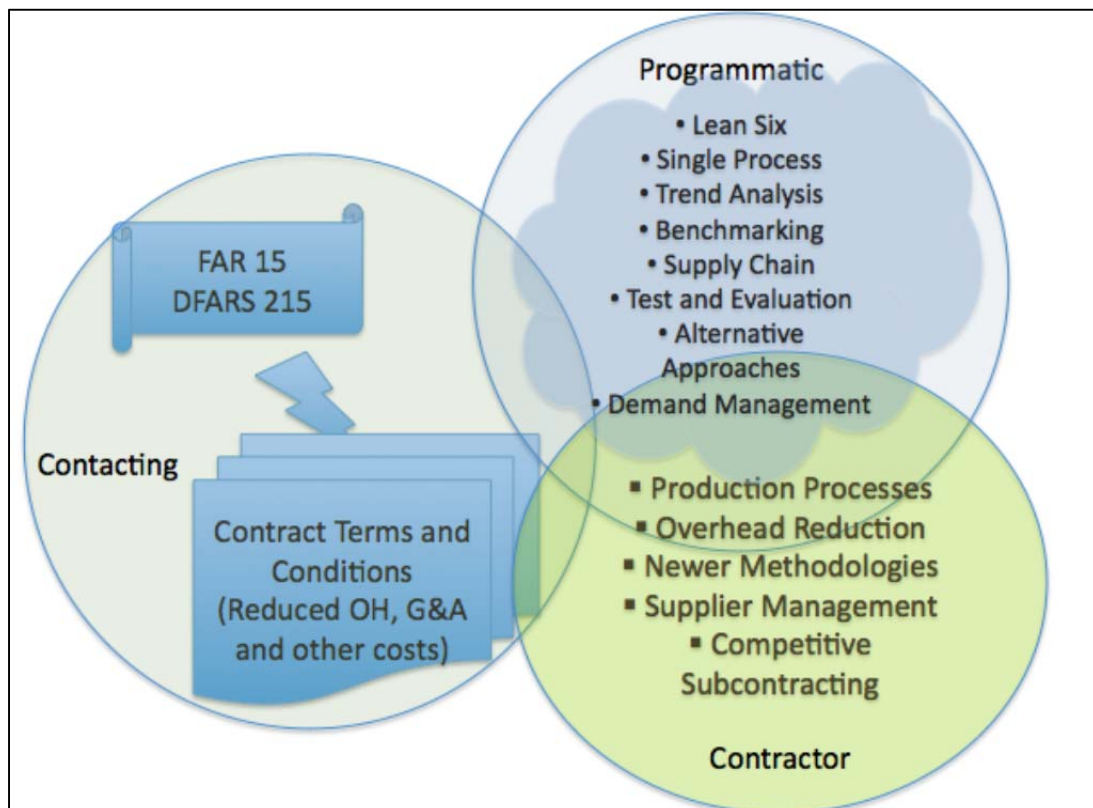 Programmatic
• Lean Six
• Single Process
• Trend Analysis
• Benchmarking
• Supply Chain
• Test and Evaluation
• Alternative
Approaches
• Demand Management
FAR 15
DFARS 215
Contacting
Contract Terms and
Conditions
(Reduced OH, G&A
and other costs)
▪ Production Processes
▪ Overhead Reduction
▪ Newer Methodologies
▪ Supplier Management
▪ Competitive
Subcontracting
Contractor